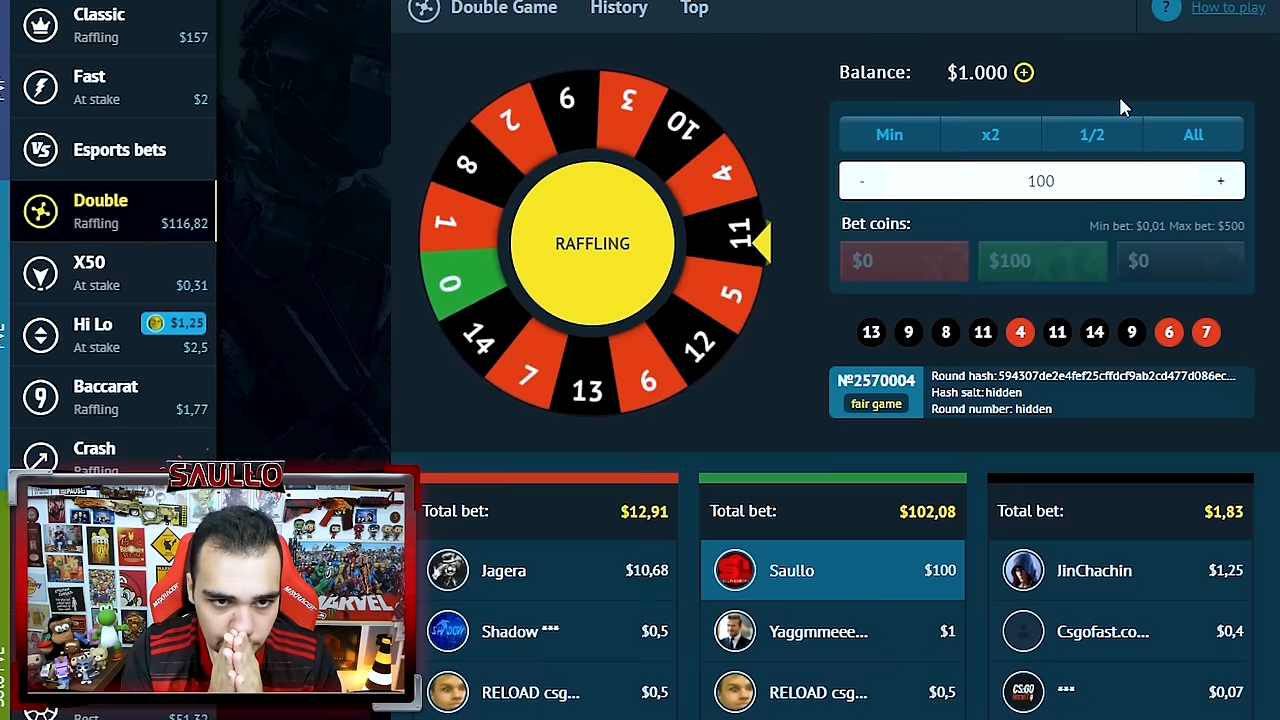 Classic
Raffling $157
Fast
At stake $2
Esports bets
Double
Raffling $116,82
X50
At stake $0,31
Hi Lo $1,25
At stake $2,5
Baccarat
Raffling $1,77
Crash
Raffling
$51,32
Double Game History Top
? How to play
3
10
4
11
5
12
6
13
7
14
0
1
8
2
9
RAFFLING
Balance: $1.000
Min x2 1/2 All
- 100 +
Bet coins: Min bet: $0,01 Max bet: $500
$0 $100 $0
13 9 8 11 4 11 14 9 6 7
№2570004
fair game
Round hash: 594307de2e4fef25cffdcf9ab2cd477d086ec...
Hash salt: hidden
Round number: hidden
Total bet: $12,91
Jagera $10,68
Shadow *** $0,5
RELOAD csg... $0,5
Total bet: $102,08
Saullo $100
Yaggmmeee... $1
RELOAD csg... $0,5
Total bet: $1,83
JinChachin $1,25
Csgofast.co... $0,4
*** $0,07
SAULLO
MARVEL
MAXRACER